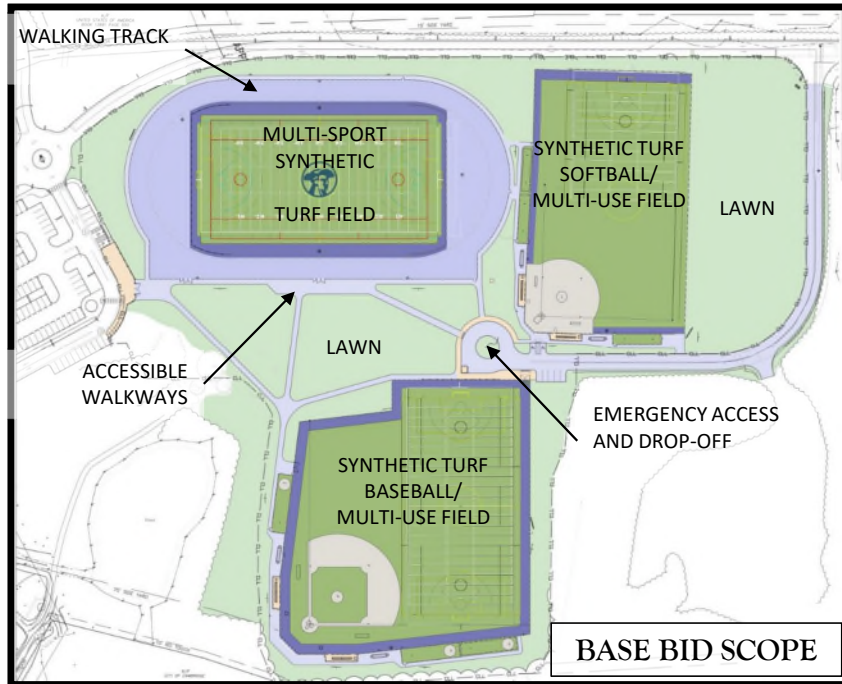 WALKING TRACK
MULTI-SPORT
SYNTHETIC
TURF FIELD
SYNTHETIC TURF
SOFTBALL/
MULTI-USE FIELD
LAWN
LAWN
ACCESSIBLE
WALKWAYS
EMERGENCY ACCESS
AND DROP-OFF
SYNTHETIC TURF
BASEBALL/
MULTI-USE FIELD
BASE BID SCOPE